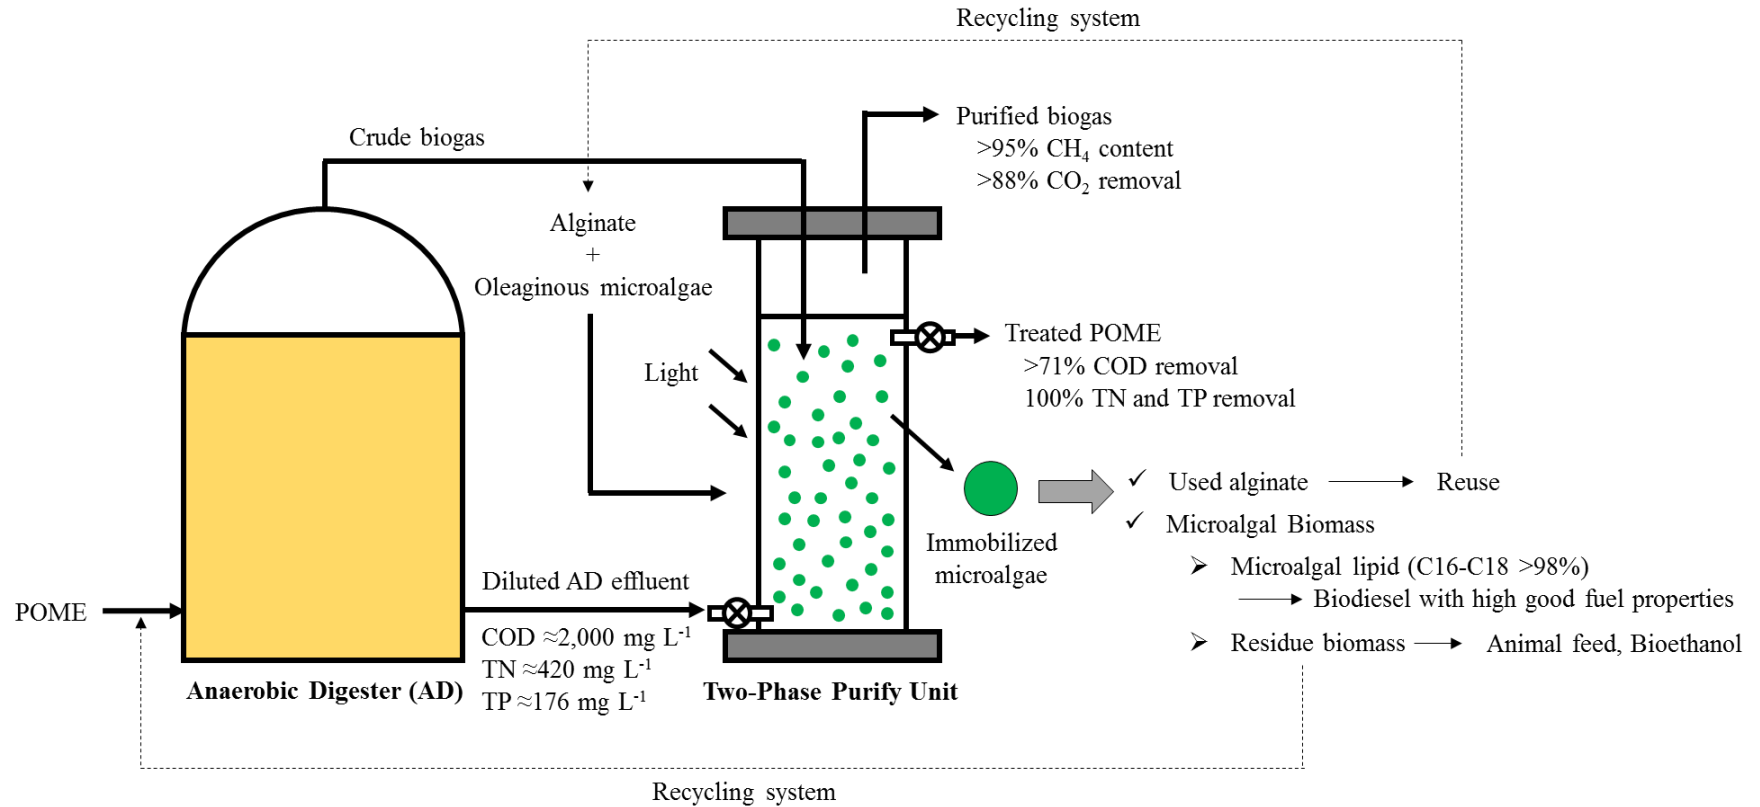 Recycling system
Purified biogas
>95% CH₄ content
>88% CO₂ removal
Crude biogas
Alginate
+
Oleaginous microalgae
Light
Treated POME
>71% COD removal
100% TN and TP removal
✓ Used alginate → Reuse
✓ Microalgal Biomass
Immobilized
microalgae
➢ Microalgal lipid (C16-C18 >98%)
→ Biodiesel with high good fuel properties
➢ Residue biomass → Animal feed, Bioethanol
POME
Diluted AD effluent
COD ≈2,000 mg L⁻¹
TN ≈420 mg L⁻¹
TP ≈176 mg L⁻¹
Anaerobic Digester (AD)
Two-Phase Purify Unit
Recycling system